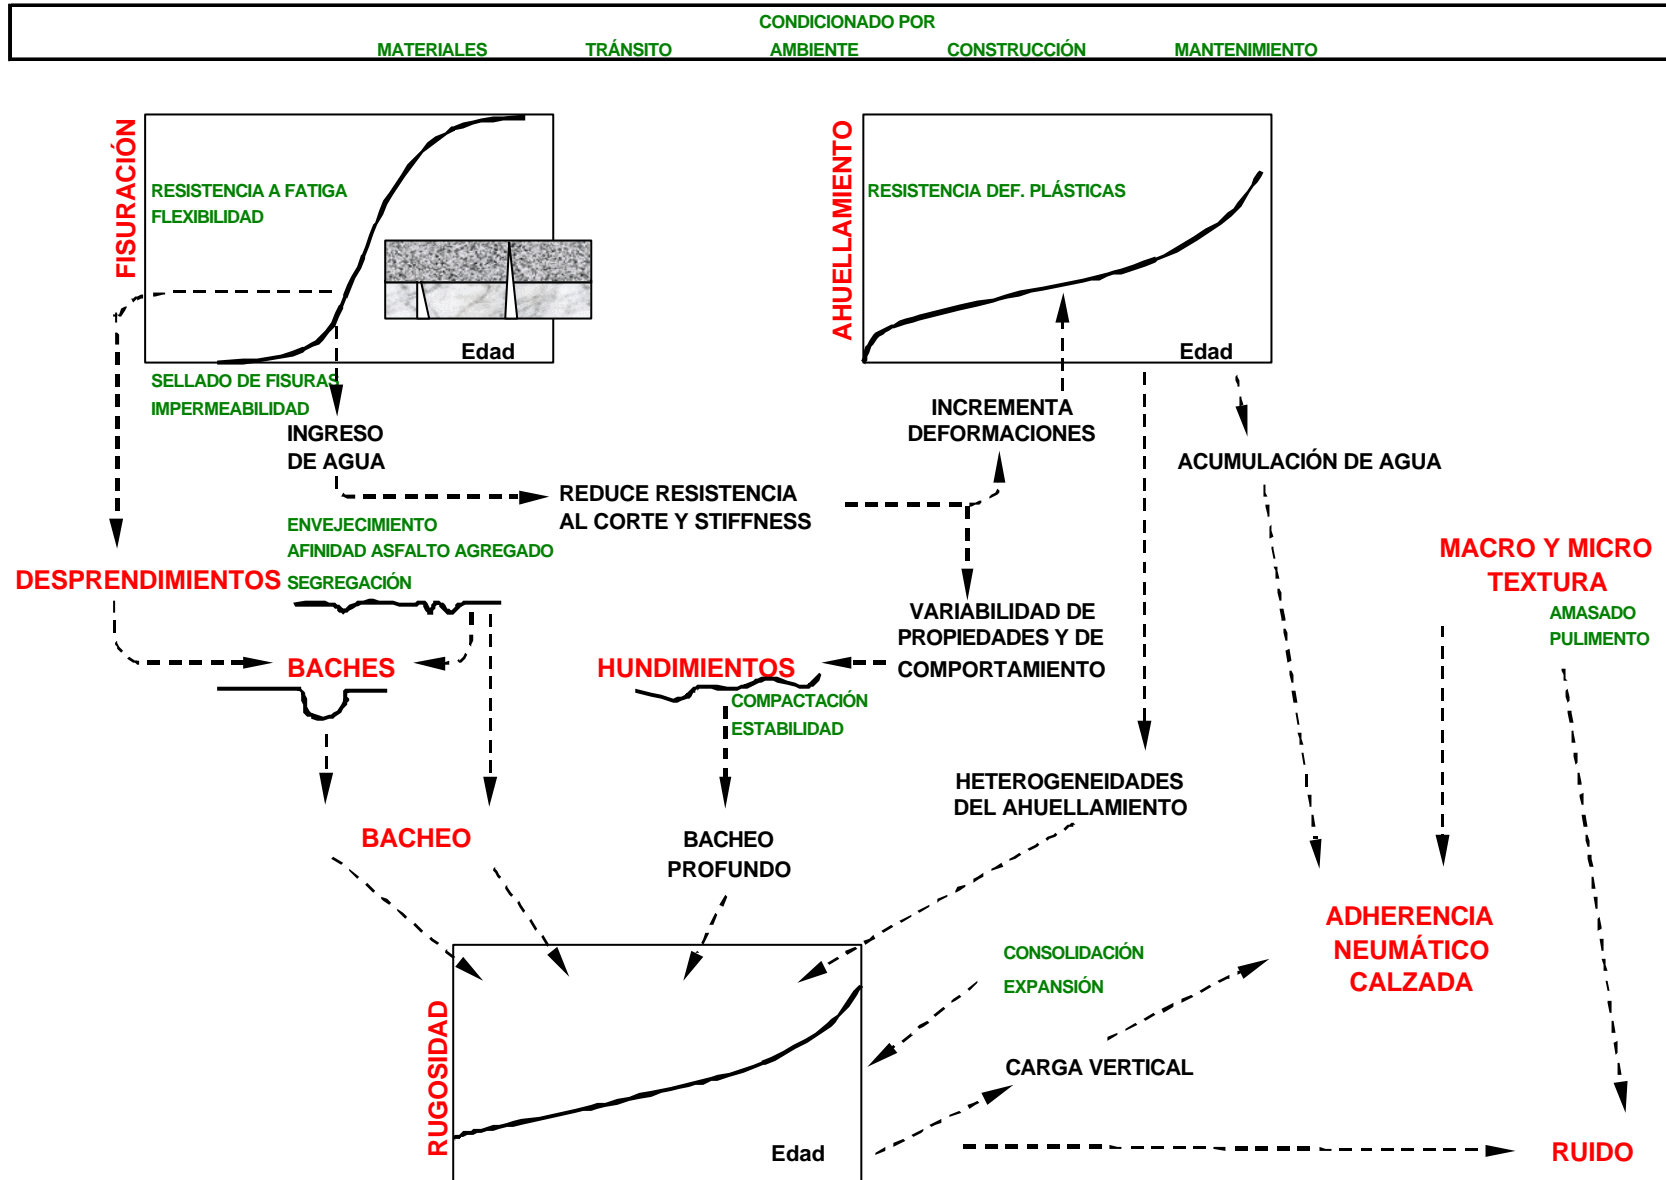 CONDICIONADO POR
MATERIALES TRÁNSITO AMBIENTE CONSTRUCCIÓN MANTENIMIENTO
FISURACIÓN
RESISTENCIA A FATIGA
FLEXIBILIDAD
Edad
AHUELLAMIENTO
RESISTENCIA DEF. PLÁSTICAS
Edad
SELLADO DE FISURAS
IMPERMEABILIDAD
INGRESO
DE AGUA
INCREMENTA
DEFORMACIONES
ACUMULACIÓN DE AGUA
REDUCE RESISTENCIA
AL CORTE Y STIFFNESS
ENVEJECIMIENTO
AFINIDAD ASFALTO AGREGADO
DESPRENDIMIENTOS SEGREGACIÓN
MACRO Y MICRO
TEXTURA
AMASADO
PULIMENTO
VARIABILIDAD DE
PROPIEDADES Y DE
COMPORTAMIENTO
BACHES
HUNDIMIENTOS
COMPACTACIÓN
ESTABILIDAD
HETEROGENEIDADES
DEL AHUELLAMIENTO
BACHEO
BACHEO
PROFUNDO
ADHERENCIA
NEUMÁTICO
CALZADA
CONSOLIDACIÓN
EXPANSIÓN
RUGOSIDAD
CARGA VERTICAL
Edad
RUIDO